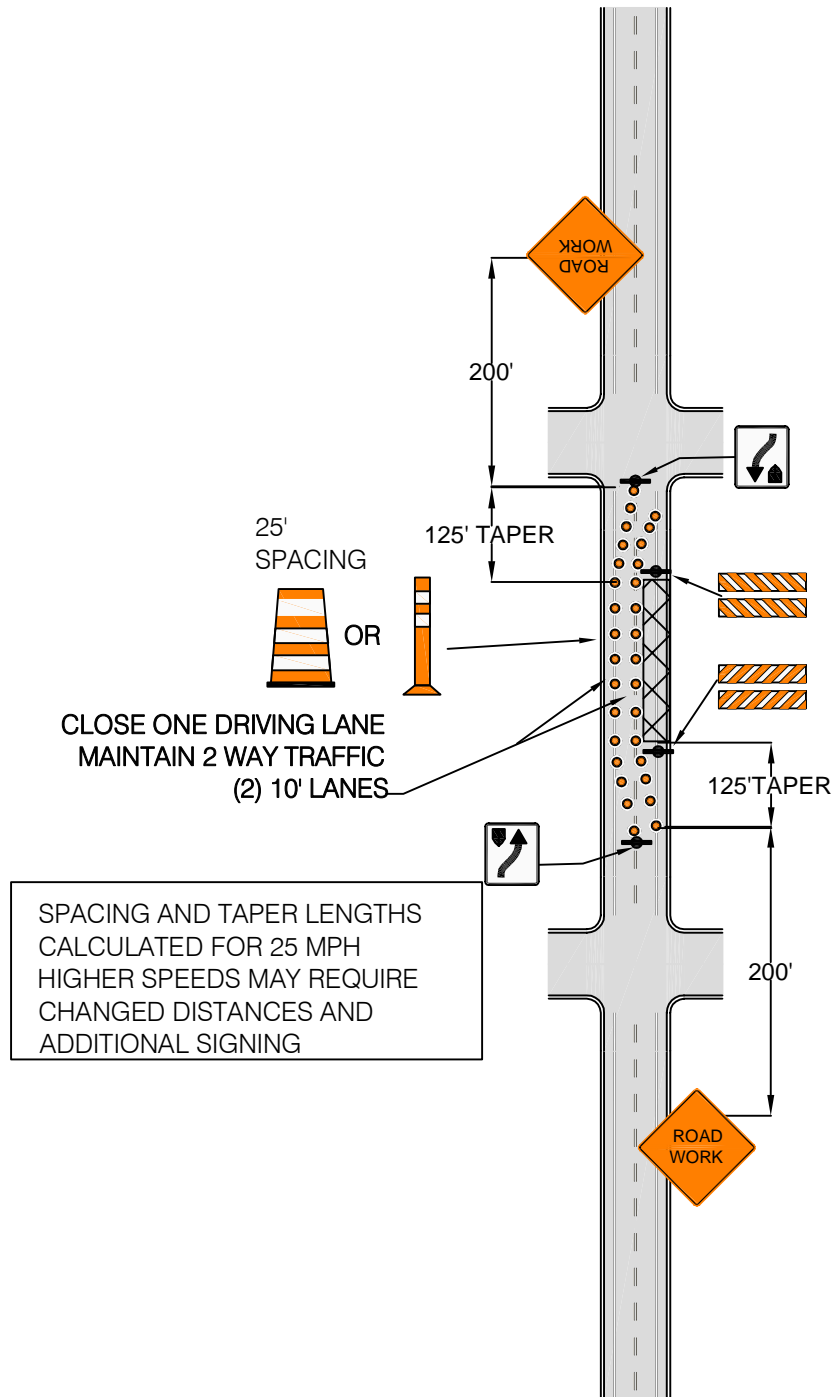 ROAD
WORK
200'
125' TAPER
25'
SPACING
OR
CLOSE ONE DRIVING LANE
MAINTAIN 2 WAY TRAFFIC
(2) 10' LANES
125'TAPER
SPACING AND TAPER LENGTHS
CALCULATED FOR 25 MPH
HIGHER SPEEDS MAY REQUIRE
CHANGED DISTANCES AND
ADDITIONAL SIGNING
200'
ROAD
WORK